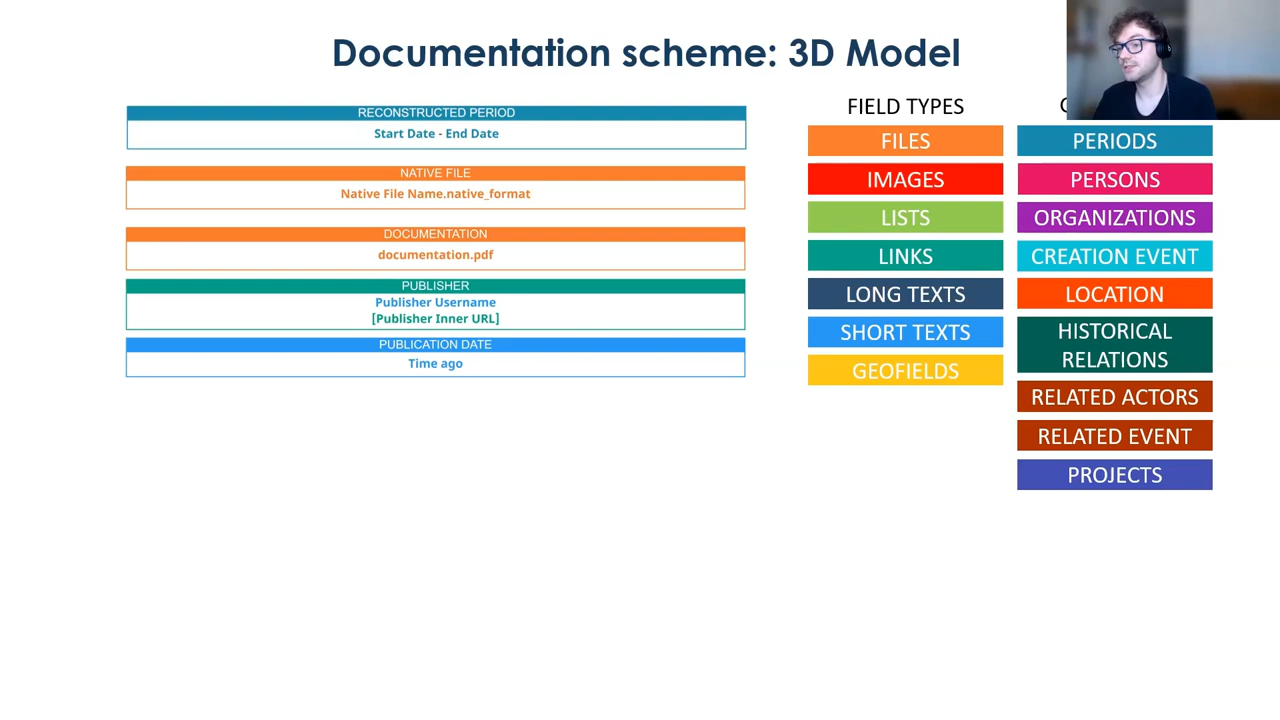 Documentation scheme: 3D Model
RECONSTRUCTED PERIOD
Start Date - End Date
NATIVE FILE
Native File Name.native_format
DOCUMENTATION
documentation.pdf
PUBLISHER
Publisher Username
[Publisher Inner URL]
PUBLICATION DATE
Time ago
FIELD TYPES
FILES
IMAGES
LISTS
LINKS
LONG TEXTS
SHORT TEXTS
GEOFIELDS
PERIODS
PERSONS
ORGANIZATIONS
CREATION EVENT
LOCATION
HISTORICAL
RELATIONS
RELATED ACTORS
RELATED EVENT
PROJECTS